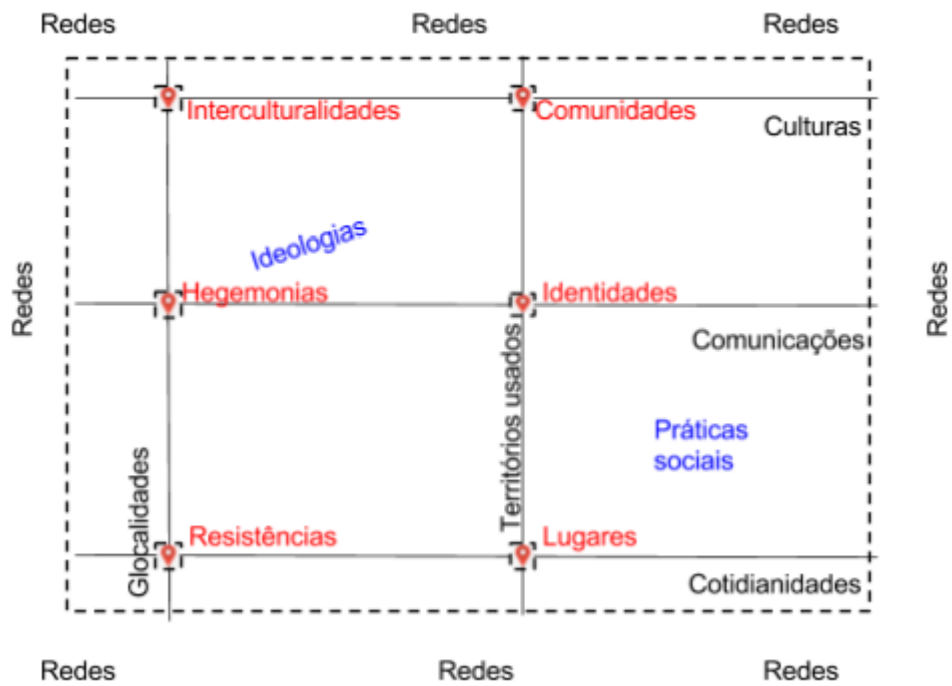 Redes
Redes
Redes
Interculturalidades
Comunidades
Culturas
Ideologias
Redes
Redes
Hegemonias
Identidades
Comunicações
Territórios usados
Práticas
sociais
Glocalidades
Resistências
Lugares
Cotidianidades
Redes
Redes
Redes